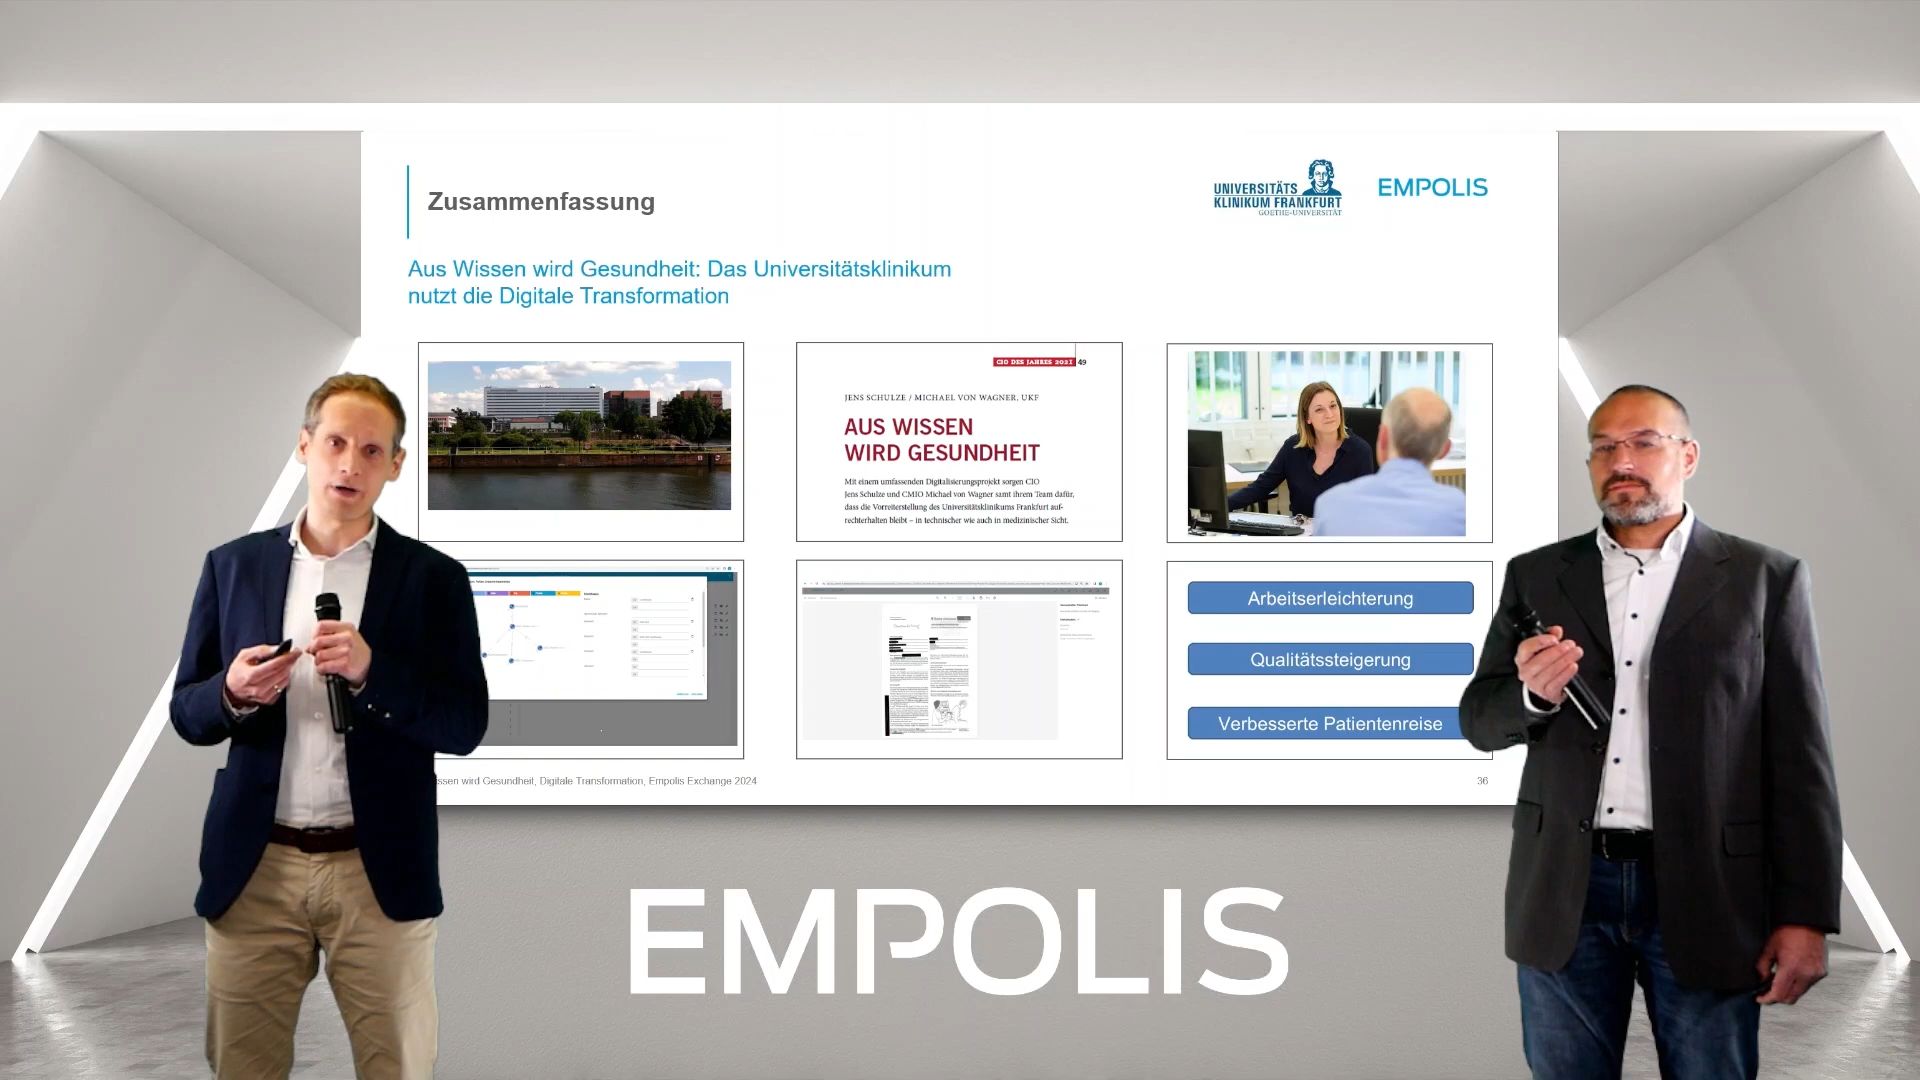 Zusammenfassung
UNIVERSITÄTS
KLINIKUM FRANKFURT
GOETHE-UNIVERSITÄT
EMPOLIS
Aus Wissen wird Gesundheit: Das Universitätsklinikum
nutzt die Digitale Transformation
CIO DES JAHRES 2021 49
JENS SCHULZE / MICHAEL VON WAGNER, UKF
AUS WISSEN
WIRD GESUNDHEIT
Mit einem umfassenden Digitalisierungsprojekt sorgen CIO
Jens Schulze und CMIO Michael von Wagner samt ihrem Team dafür,
dass die Vorreiterstellung des Universitätsklinikums Frankfurt auf-
rechterhalten bleibt – in technischer wie auch in medizinischer Sicht.
Arbeitserleichterung
Qualitätssteigerung
Verbesserte Patientenreise
wird Gesundheit, Digitale Transformation, Empolis Exchange 2024
36
EMPOLIS